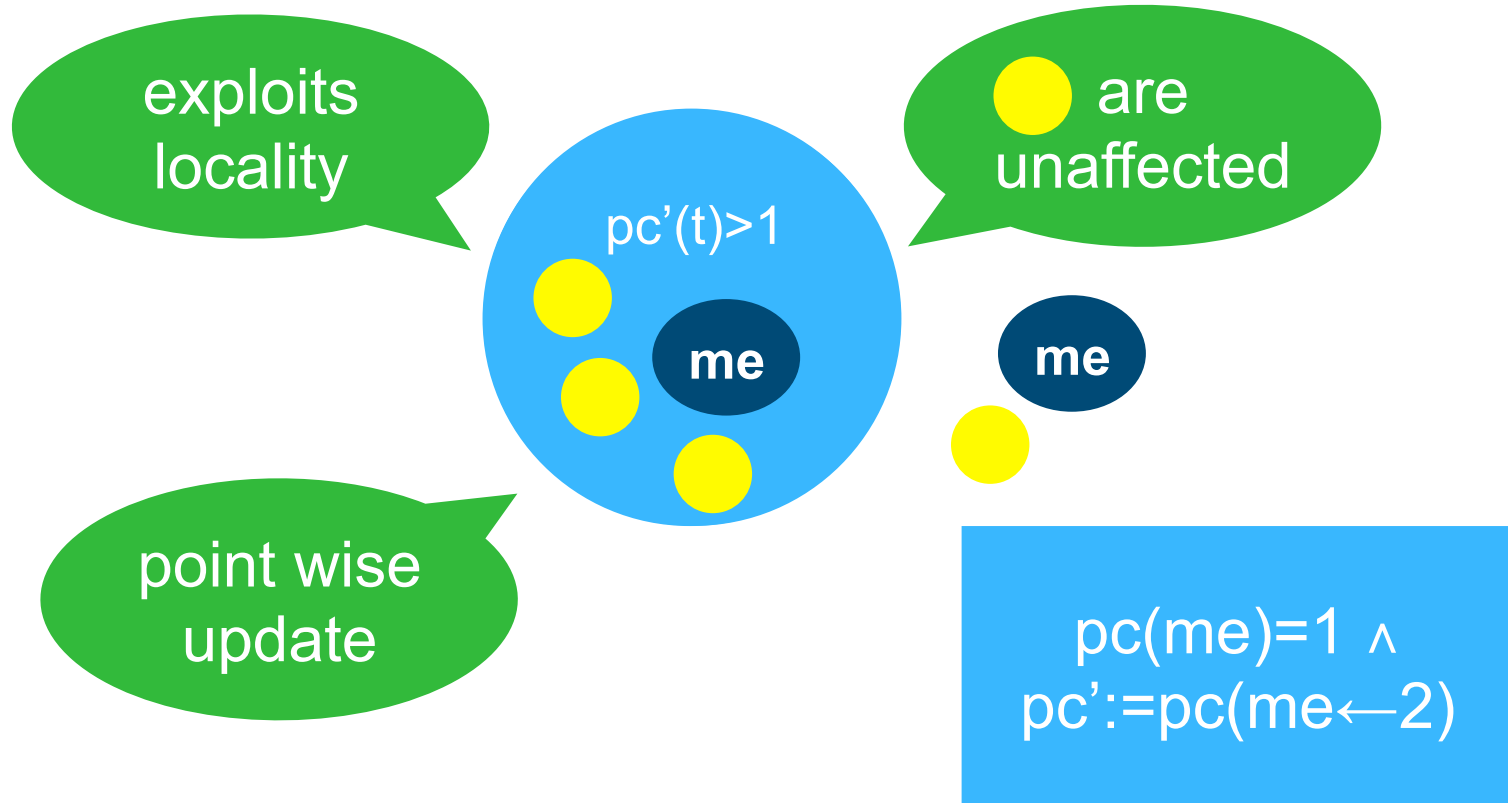 exploits
locality
are
unaffected
pc’(t)>1
me
me
point wise
update
pc(me)=1 ∧
pc’:=pc(me←2)